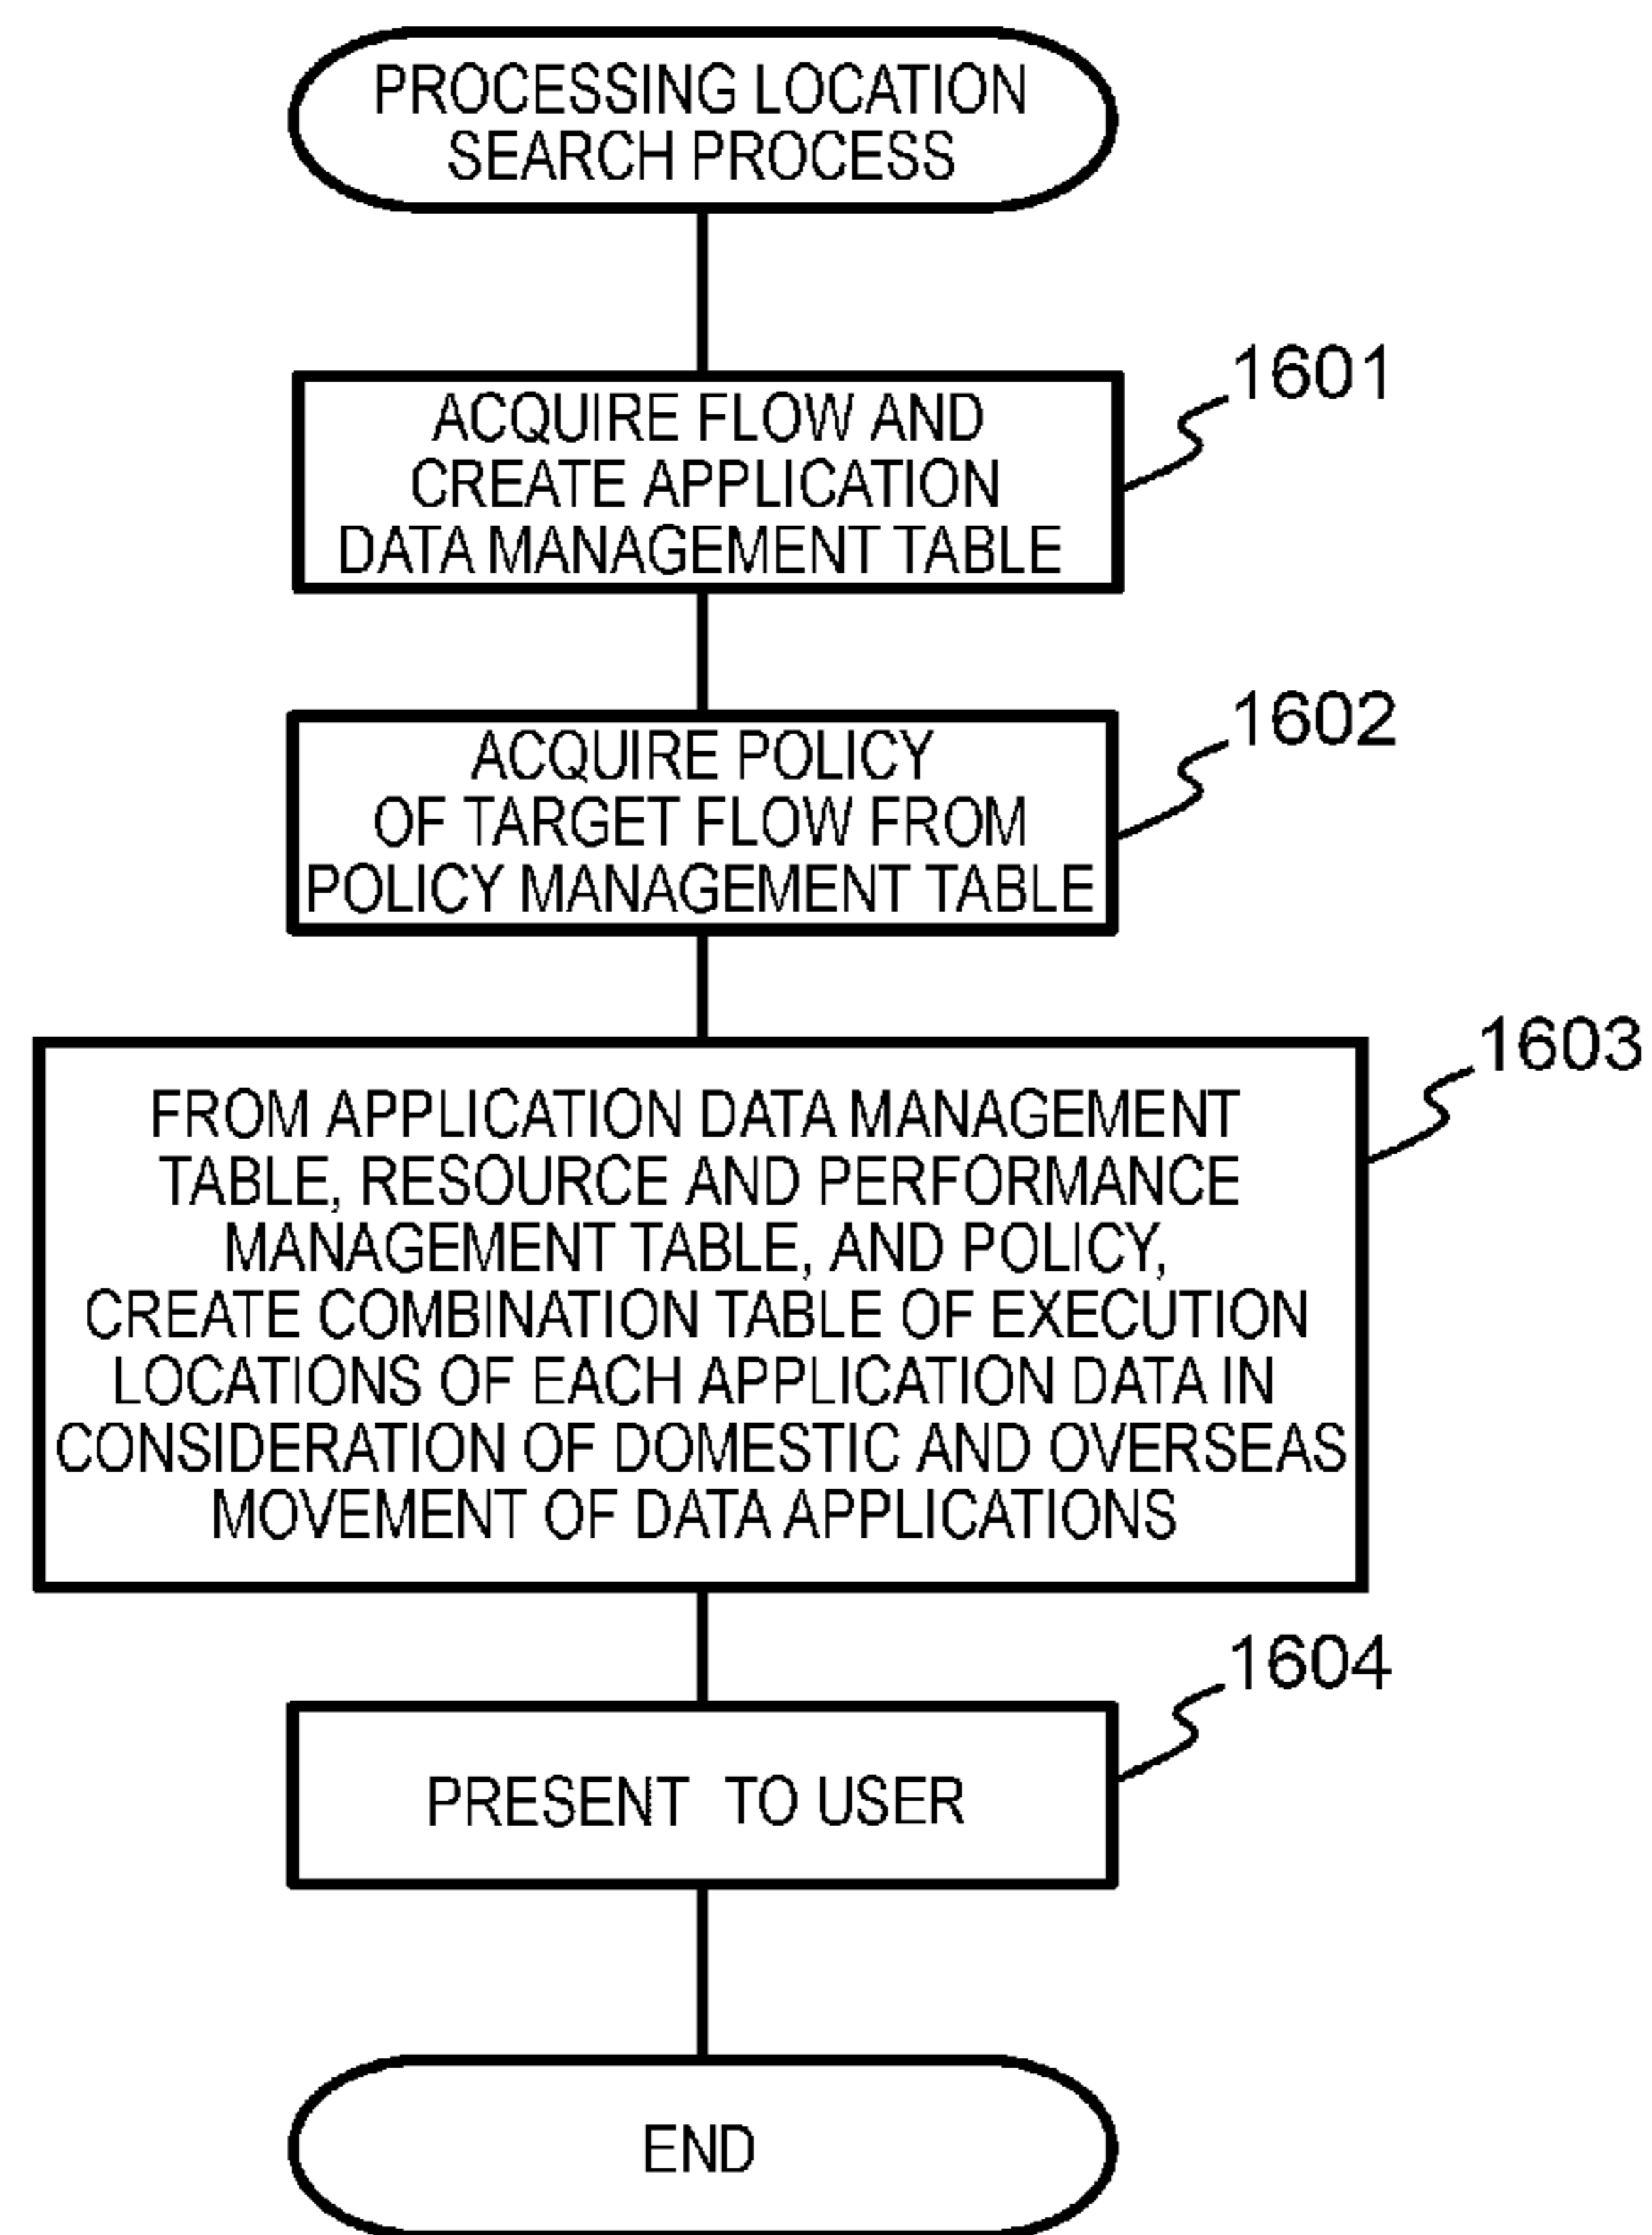 PROCESSING LOCATION
SEARCH PROCESS
1601
ACQUIRE FLOW AND
CREATE APPLICATION
DATA MANAGEMENT TABLE
1602
ACQUIRE POLICY
OF TARGET FLOW FROM
POLICY MANAGEMENT TABLE
1603
FROM APPLICATION DATA MANAGEMENT
TABLE, RESOURCE AND PERFORMANCE
MANAGEMENT TABLE, AND POLICY,
CREATE COMBINATION TABLE OF EXECUTION
LOCATIONS OF EACH APPLICATION DATA IN
CONSIDERATION OF DOMESTIC AND OVERSEAS
MOVEMENT OF DATA APPLICATIONS
1604
PRESENT TO USER
END